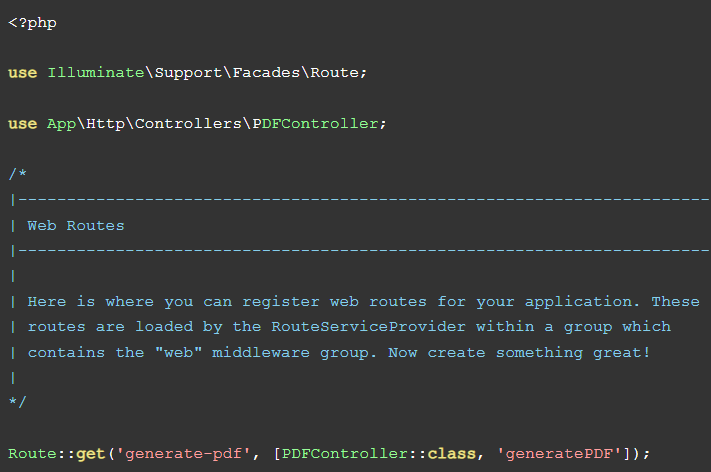 <?php
use Illuminate\Support\Facades\Route;
use App\Http\Controllers\PDFController;
/*
|--------------------------------------------------------------------------
| Web Routes
|--------------------------------------------------------------------------
|
| Here is where you can register web routes for your application. These
| routes are loaded by the RouteServiceProvider within a group which
| contains the "web" middleware group. Now create something great!
|
*/
Route::get('generate-pdf', [PDFController::class, 'generatePDF']);